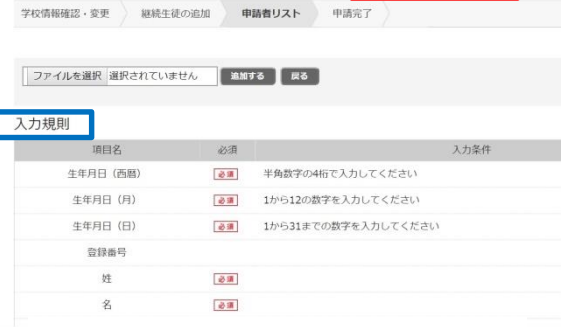 学校情報確認・変更 継続生徒の追加 申請者リスト 申請完了
ファイルを選択 選択されていません 追加する 戻る
入力規則
項目名 必須 入力条件
生年月日（西暦） 必須 半角数字の4桁で入力してください
生年月日（月） 必須 1から12の数字を入力してください
生年月日（日） 必須 1から31までの数字を入力してください
登録番号
姓 必須
名 必須